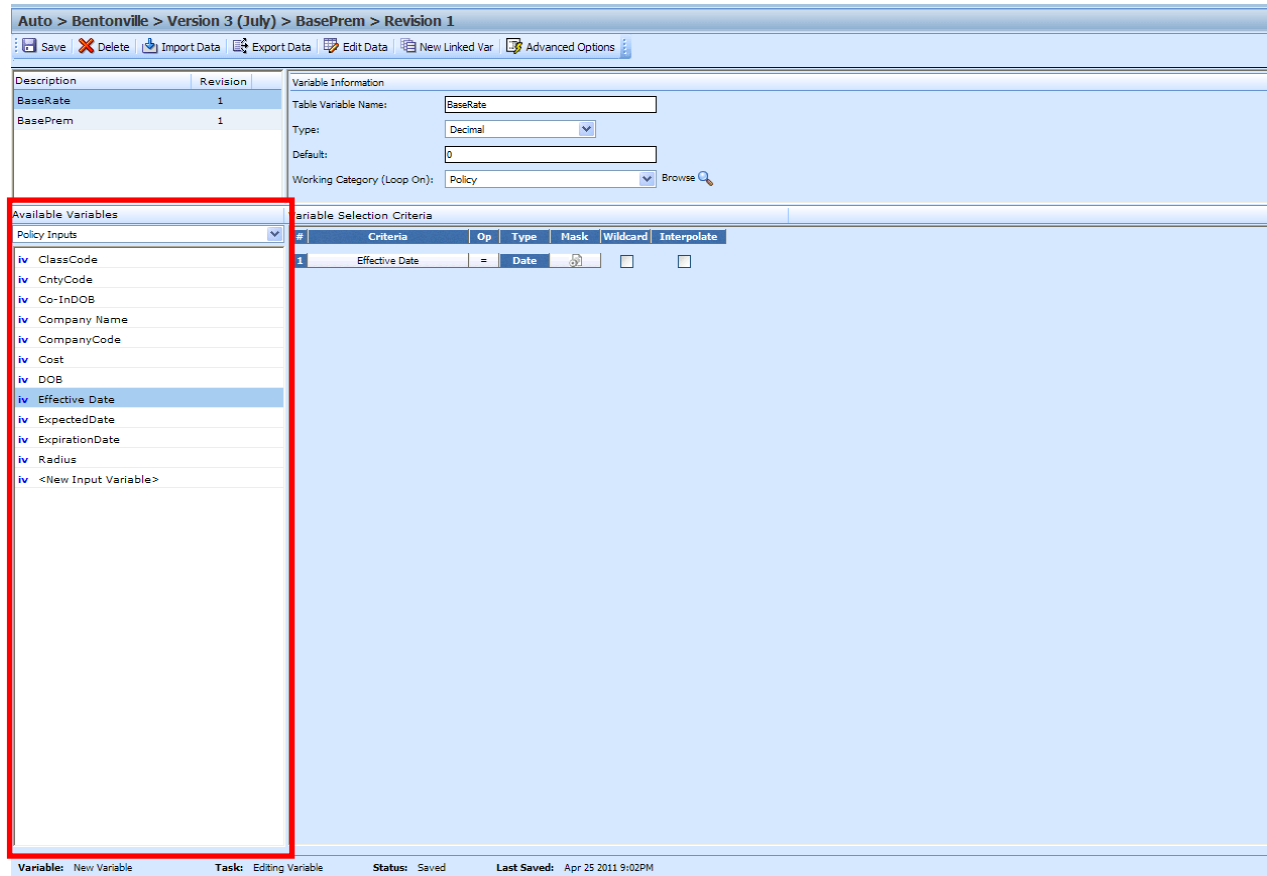 Auto > Bentonville > Version 3 (July) > BasePrem > Revision 1
Save Delete Import Data Export Data Edit Data New Linked Var Advanced Options
Description Revision
BaseRate 1
BasePrem 1
Variable Information
Table Variable Name: BaseRate
Type: Decimal
Default: 0
Working Category (Loop On): Policy Browse
Available Variables
Policy Inputs
iv ClassCode
iv CntyCode
iv Co-InDOB
iv Company Name
iv CompanyCode
iv Cost
iv DOB
iv Effective Date
iv ExpectedDate
iv ExpirationDate
iv Radius
iv <New Input Variable>
Variable Selection Criteria
# Criteria Op Type Mask Wildcard Interpolate
1 Effective Date = Date
Variable: New Variable Task: Editing Variable Status: Saved Last Saved: Apr 25 2011 9:02PM